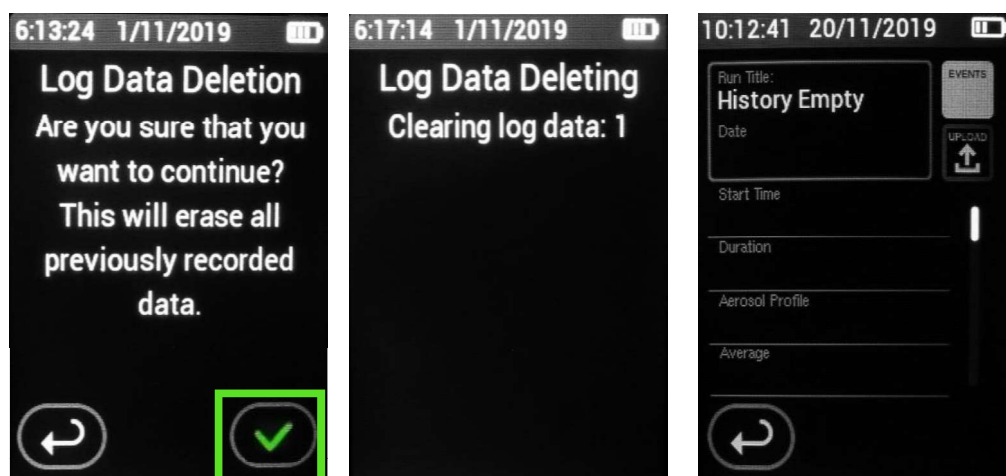 6:13:24 1/11/2019
Log Data Deletion
Are you sure that you
want to continue?
This will erase all
previously recorded
data.
6:17:14 1/11/2019
Log Data Deleting
Clearing log data: 1
10:12:41 20/11/2019
Run Title:
History Empty
Date
EVENTS
UPLOAD
Start Time
Duration
Aerosol Profile
Average